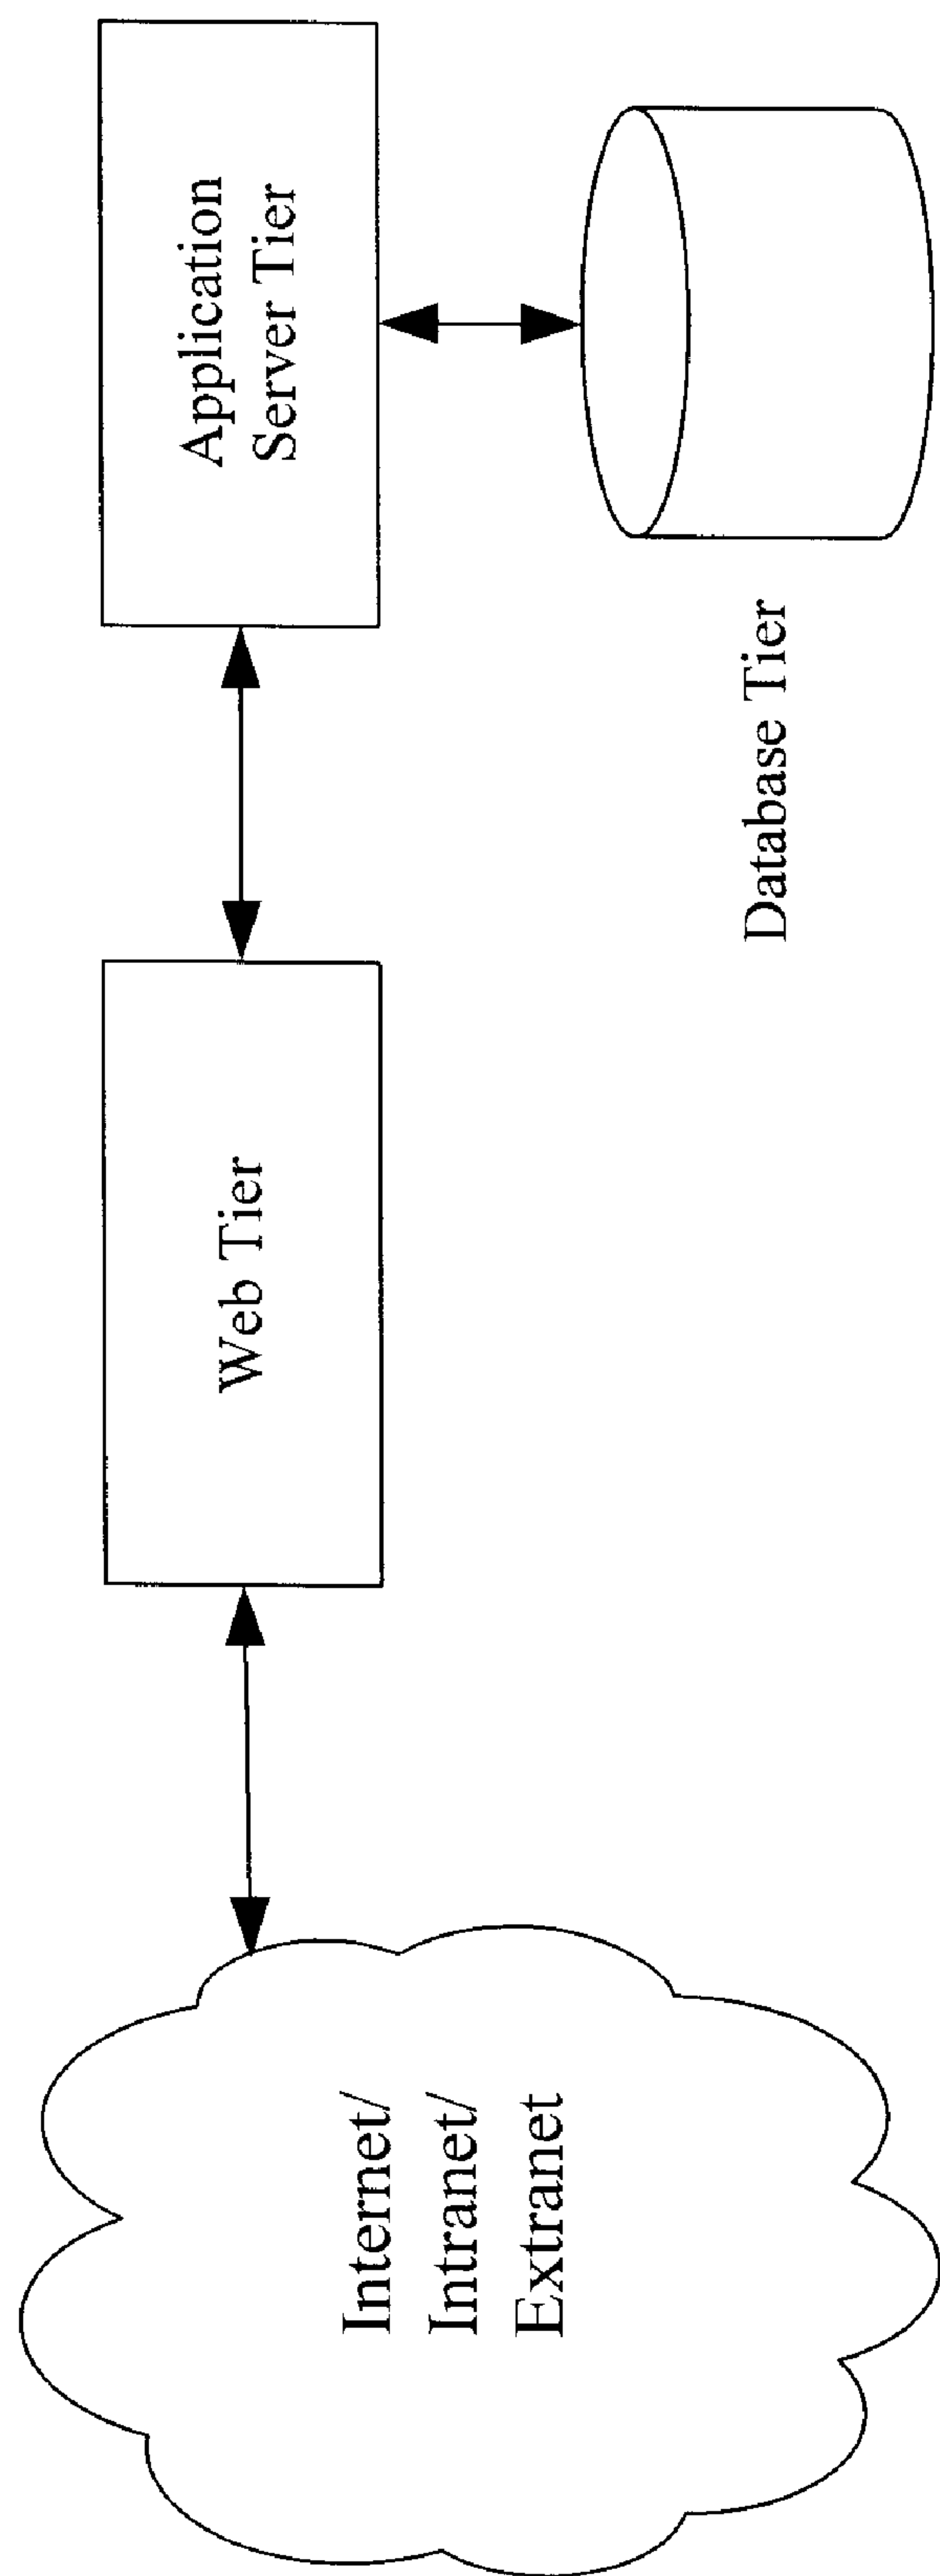 Internet/
Intranet/
Extranet
Web Tier
Application
Server Tier
Database Tier